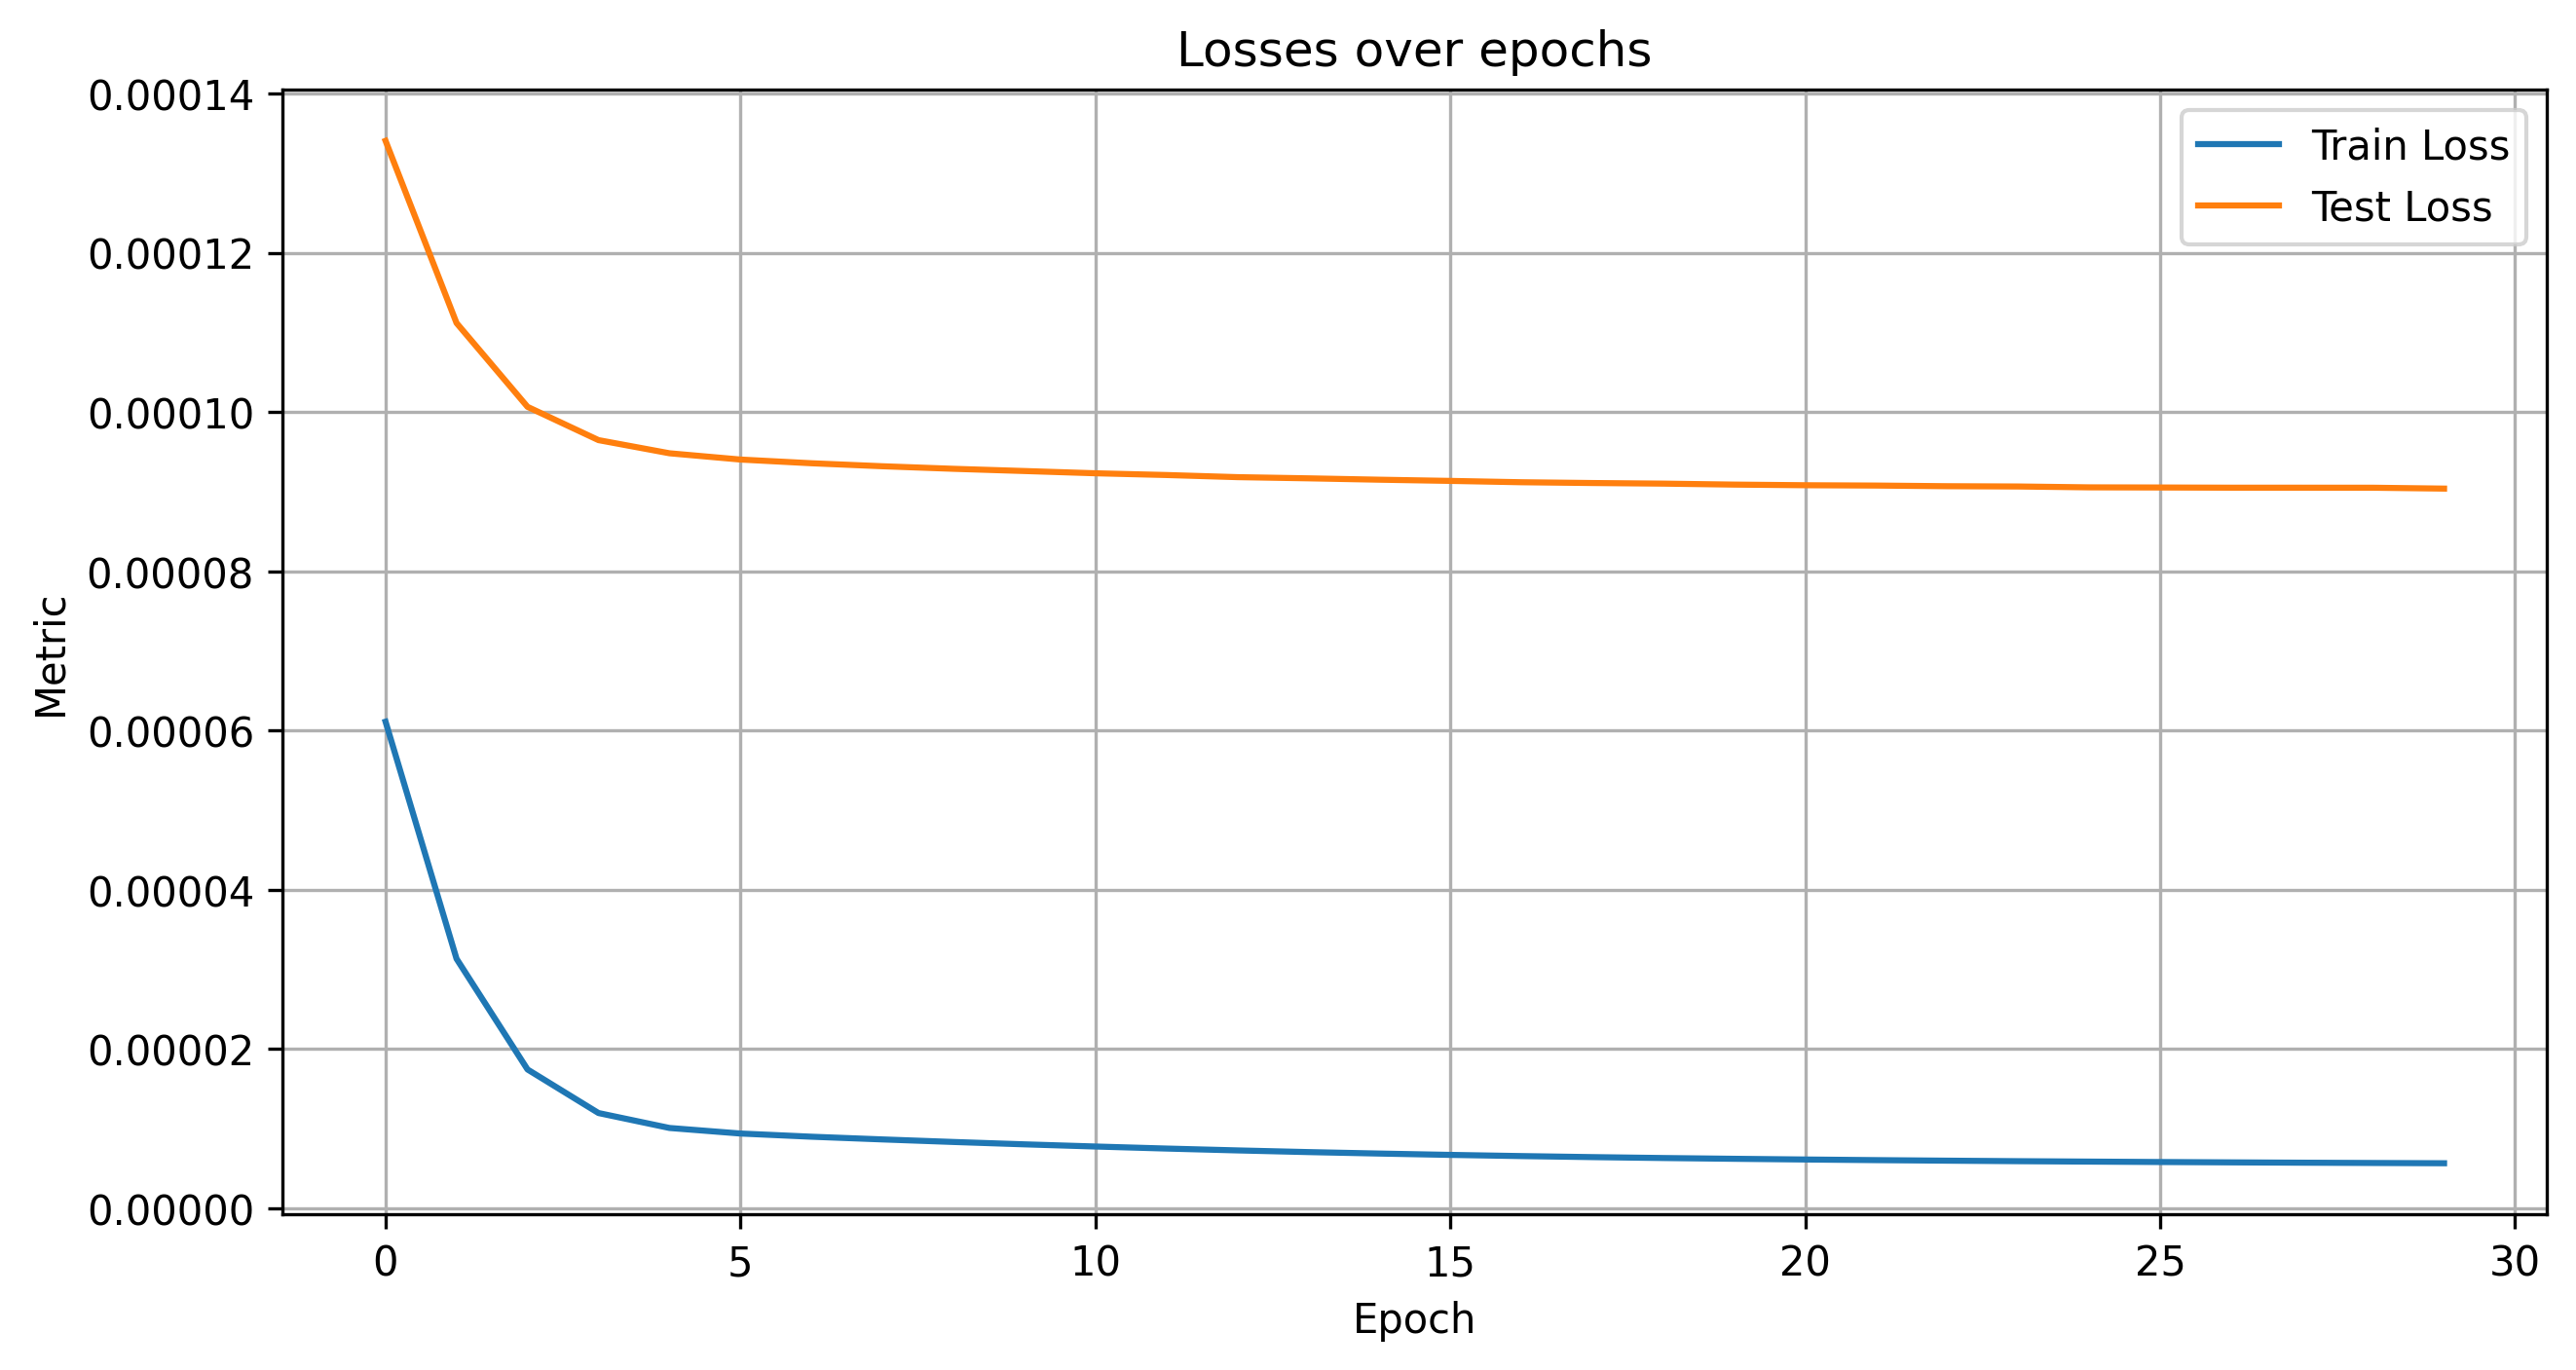 Losses over epochs
0.00014
0.00012
0.00010
0.00008
0.00006
0.00004
0.00002
0.00000
Metric
Train Loss
Test Loss
0 5 10 15 20 25 30
Epoch